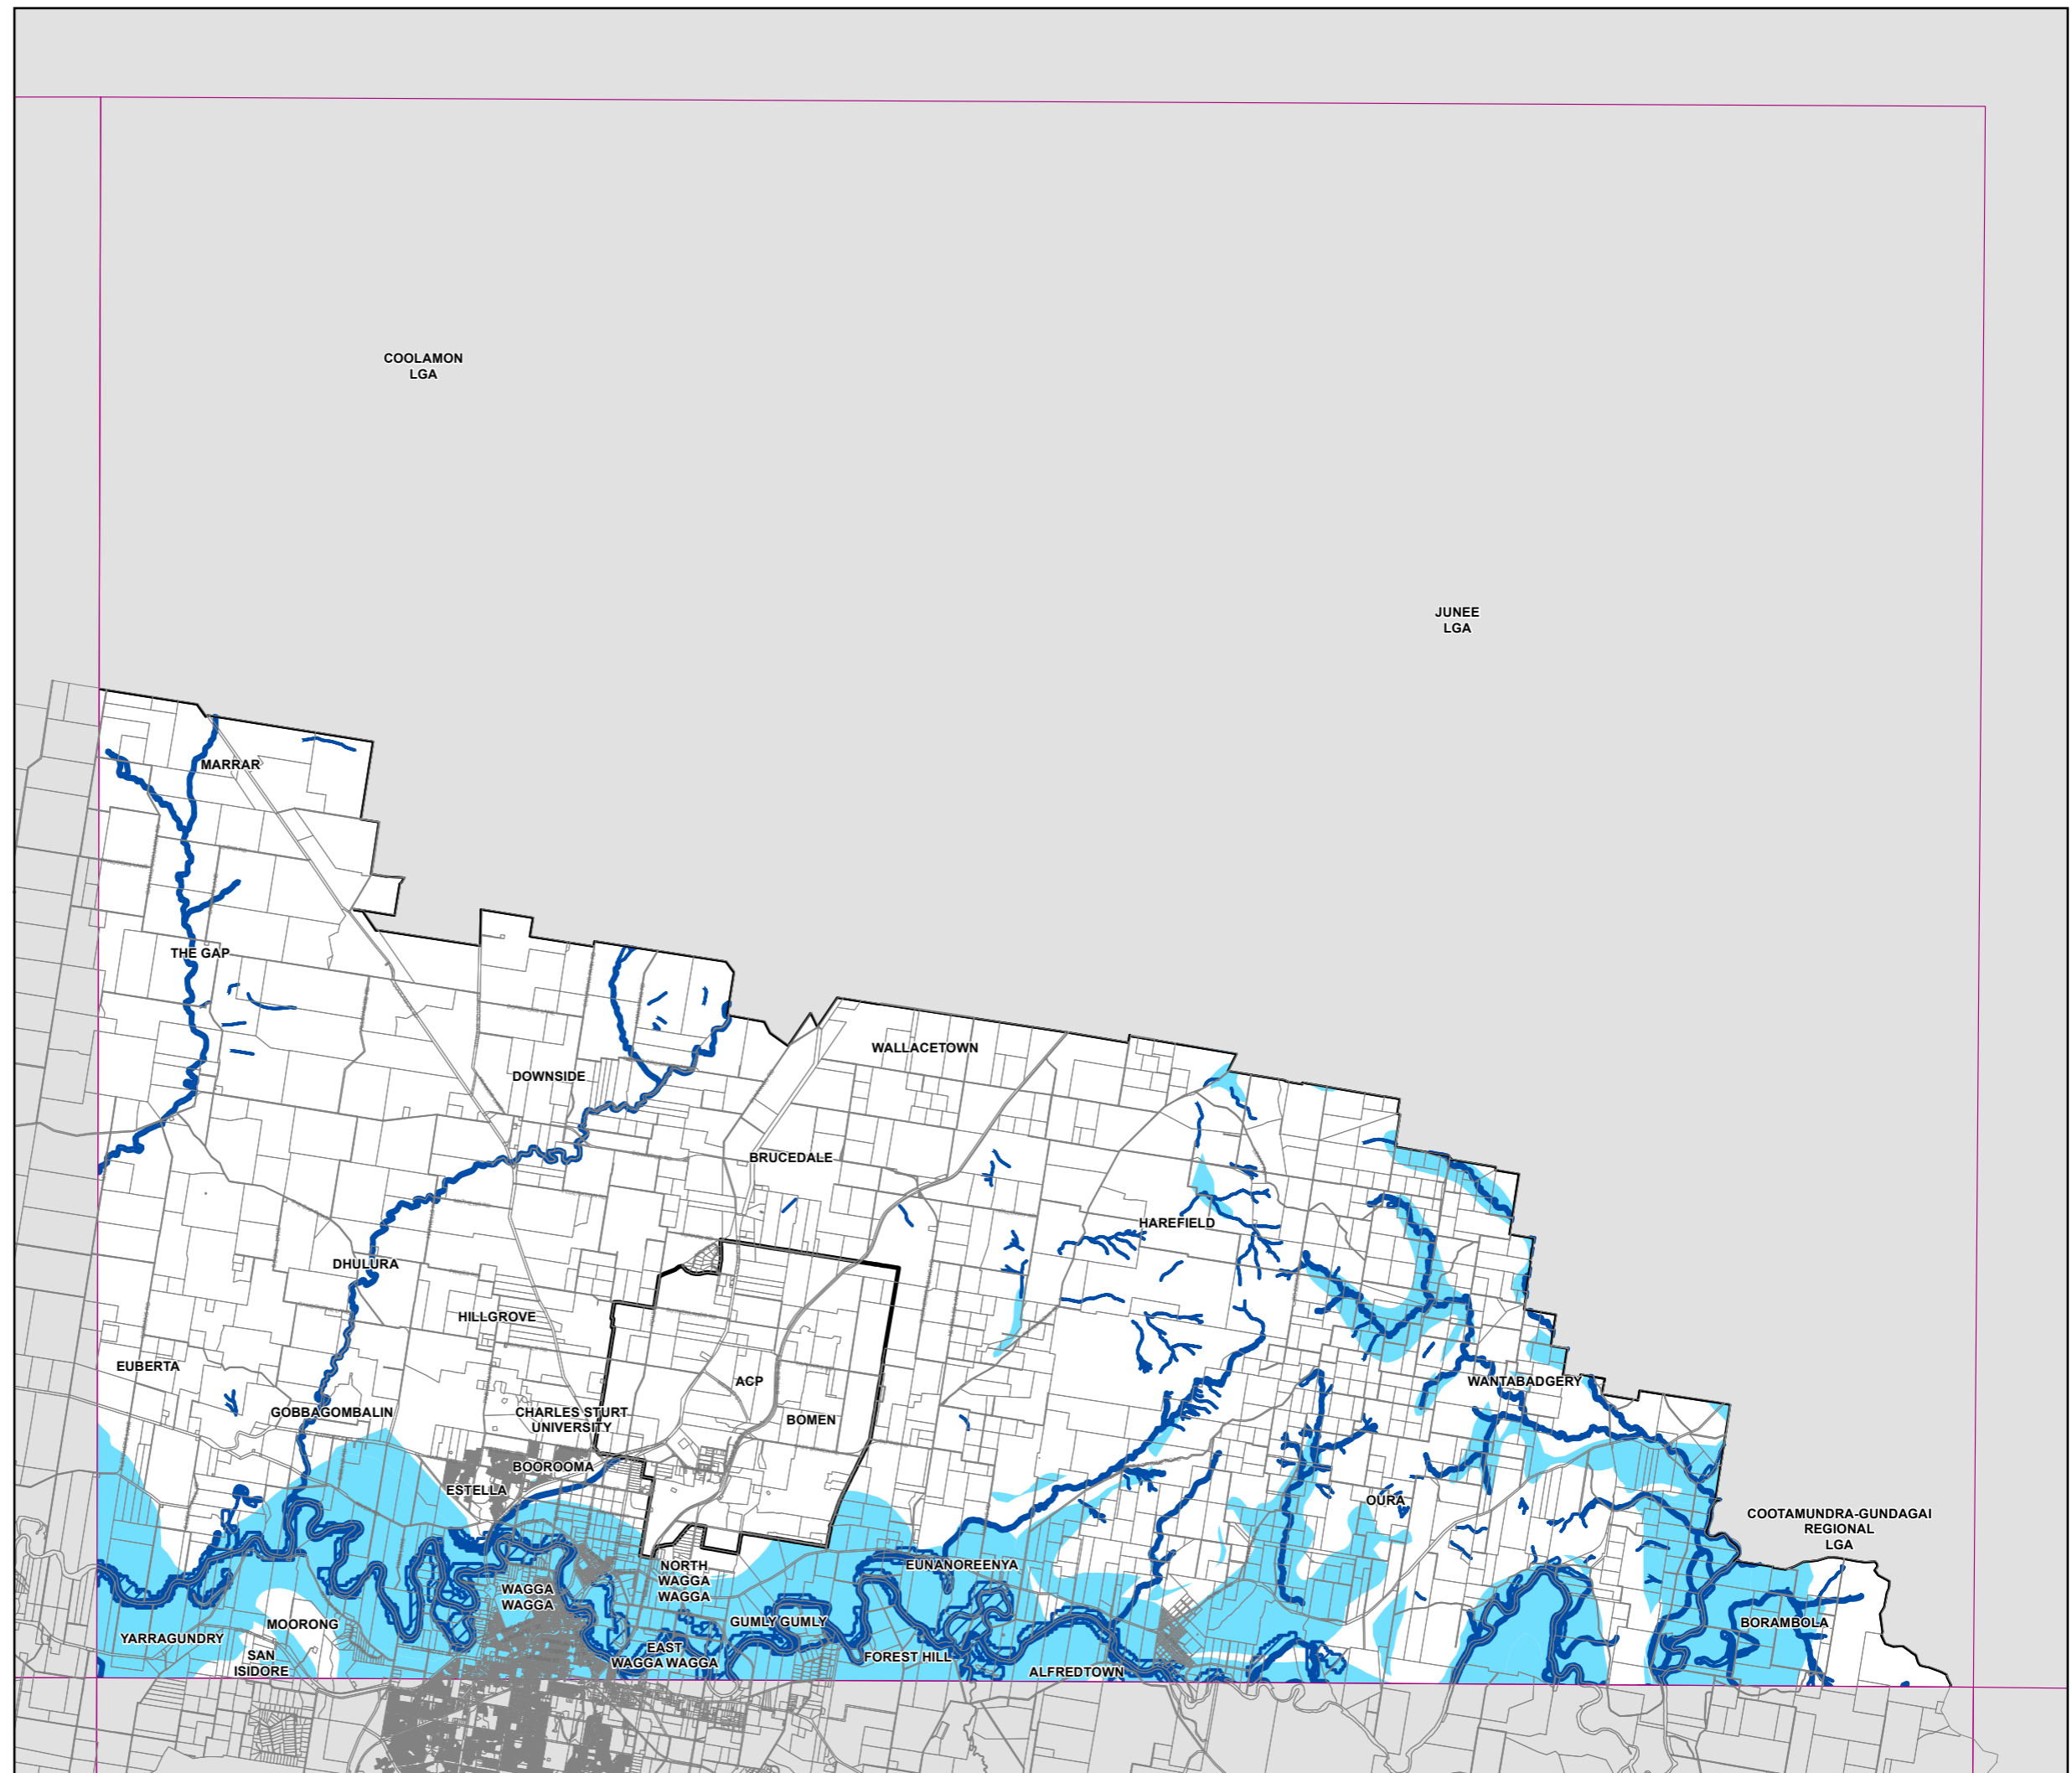 COOLAMON
LGA
JUNEE
LGA
MARRAR
THE GAP
WALLACETOWN
DOWNSIDE
BRUCEDALE
HAREFIELD
DHULURA
HILLGROVE
EUBERTA
ACP
WANTABADGERY
GOBBAGOMBALIN
CHARLES STURT
UNIVERSITY
BOMEN
BOOROOMA
ESTELLA
OURA
COOTAMUNDRA-GUNDAGAI
REGIONAL
LGA
EUNANOREENYA
NORTH
WAGGA
WAGGA
WAGGA
WAGGA
MOORONG
GUMLY GUMLY
BORAMBOLA
YARRAGUNDRY
EAST
WAGGA WAGGA
SAN
ISIDORE
FOREST HILL
ALFREDTOWN